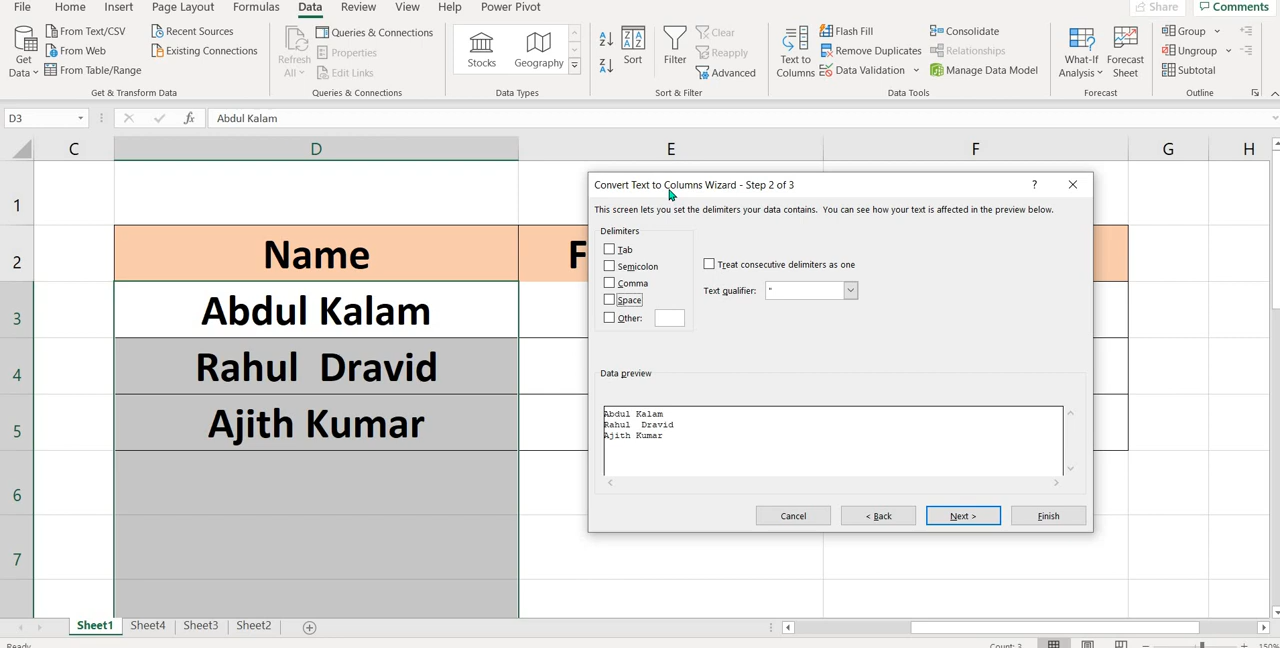 File Home Insert Page Layout Formulas Data Review View Help Power Pivot Share Comments
Get Data
From Text/CSV
From Web
From Table/Range
Recent Sources
Existing Connections
Get & Transform Data
Refresh All
Queries & Connections
Properties
Edit Links
Queries & Connections
Stocks
Geography
Data Types
Sort
Filter
Clear
Reapply
Advanced
Sort & Filter
Text to Columns
Flash Fill
Remove Duplicates
Data Validation
Consolidate
Relationships
Manage Data Model
Data Tools
What-If Analysis
Forecast Sheet
Forecast
Group
Ungroup
Subtotal
Outline
D3
fx
Abdul Kalam
C D E F G H
1
2 Name F
3 Abdul Kalam
4 Rahul  Dravid
5 Ajith Kumar
6
7
Convert Text to Columns Wizard - Step 2 of 3 ?
This screen lets you set the delimiters your data contains. You can see how your text is affected in the preview below.
Delimiters
Tab
Semicolon
Comma
Space
Other:
Treat consecutive delimiters as one
Text qualifier: "
Data preview
Abdul Kalam
Rahul  Dravid
Ajith Kumar
Cancel < Back Next > Finish
Sheet1 Sheet4 Sheet3 Sheet2
Ready Count: 3 150%